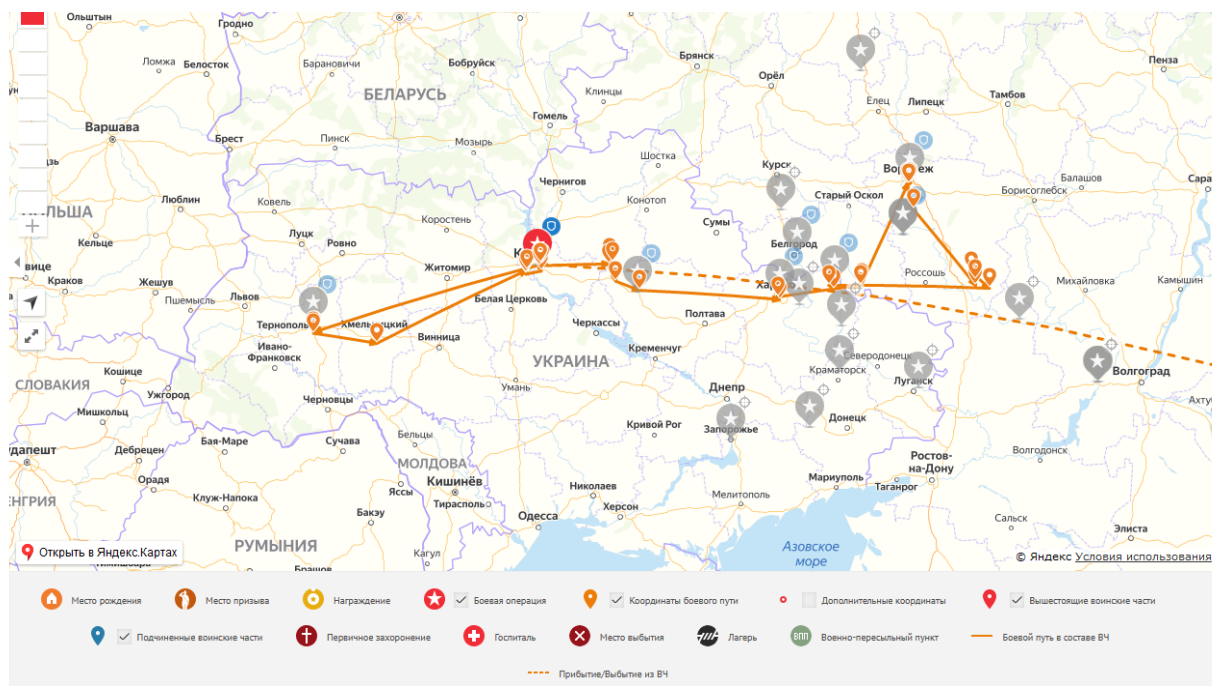 Ольштын
Гродно
Ломжа
Белосток
Барановичи
Бобруйск
Брянск
Орёл
Пенза
БЕЛАРУСЬ
Клинцы
Елец
Липецк
Тамбов
Гомель
Варшава
Брест
Пинск
Мозырь
Шостка
Курск
Балашов
Чернигов
Старый Оскол
Борисоглебск
Люблин
Ковель
Конотоп
Коростень
Сумы
Луцк
Ровно
Белгород
Кельце
Житомир
Россошь
Михайловка
Камышин
Краков
Жешув
Пшемысль
Львов
Белая Церковь
Полтава
Тернополь
Хмельницкий
Винница
Черкассы
Ивано-
Франковск
УКРАИНА
Кременчуг
Северодонецк
Краматорск
Волгоград
Кошице
СЛОВАКИЯ
Ужгород
Умань
Днепр
Луганск
Черновцы
Мишкольц
Кривой Рог
Запорожье
Донецк
Бая-Маре
Сучава
Бельцы
Дебрецен
МОЛДОВА
Ростов-
на-Дону
Волгодонск
Орадя
Кишинёв
Мариуполь
Таганрог
Клуж-Напока
Яссы
Тирасполь
Николаев
Мелитополь
Бакэу
Херсон
Одесса
Сальск
Элиста
Открыть в Яндекс.Картах
РУМЫНИЯ
Кагул
Азовское
море
© Яндекс Условия использования
Место рождения
Место призыва
Награждение
Боевая операция
Координаты боевого пути
Дополнительные координаты
Вышестоящие воинские части
Подчиненные воинские части
Первичное захоронение
Госпиталь
Место выбытия
Лагерь
ВПП
Военно-пересыльный пункт
Боевой путь в составе ВЧ
Прибытие/Выбытие из ВЧ